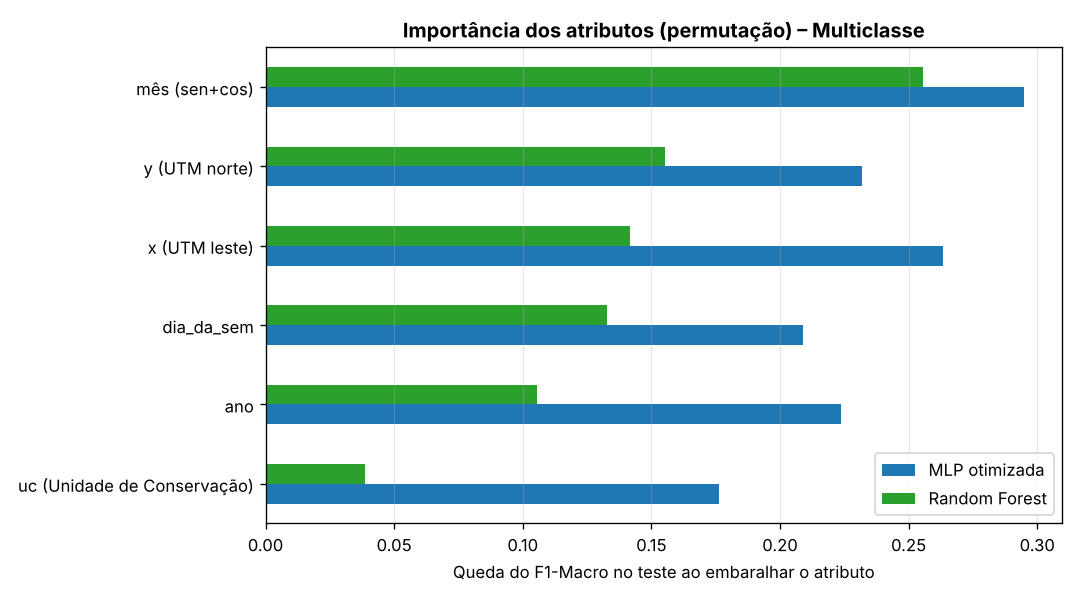 Importância dos atributos (permutação) – Multiclasse
mês (sen+cos)
y (UTM norte)
x (UTM leste)
dia_da_sem
ano
uc (Unidade de Conservação)
MLP otimizada
Random Forest
0.00 0.05 0.10 0.15 0.20 0.25 0.30
Queda do F1-Macro no teste ao embaralhar o atributo